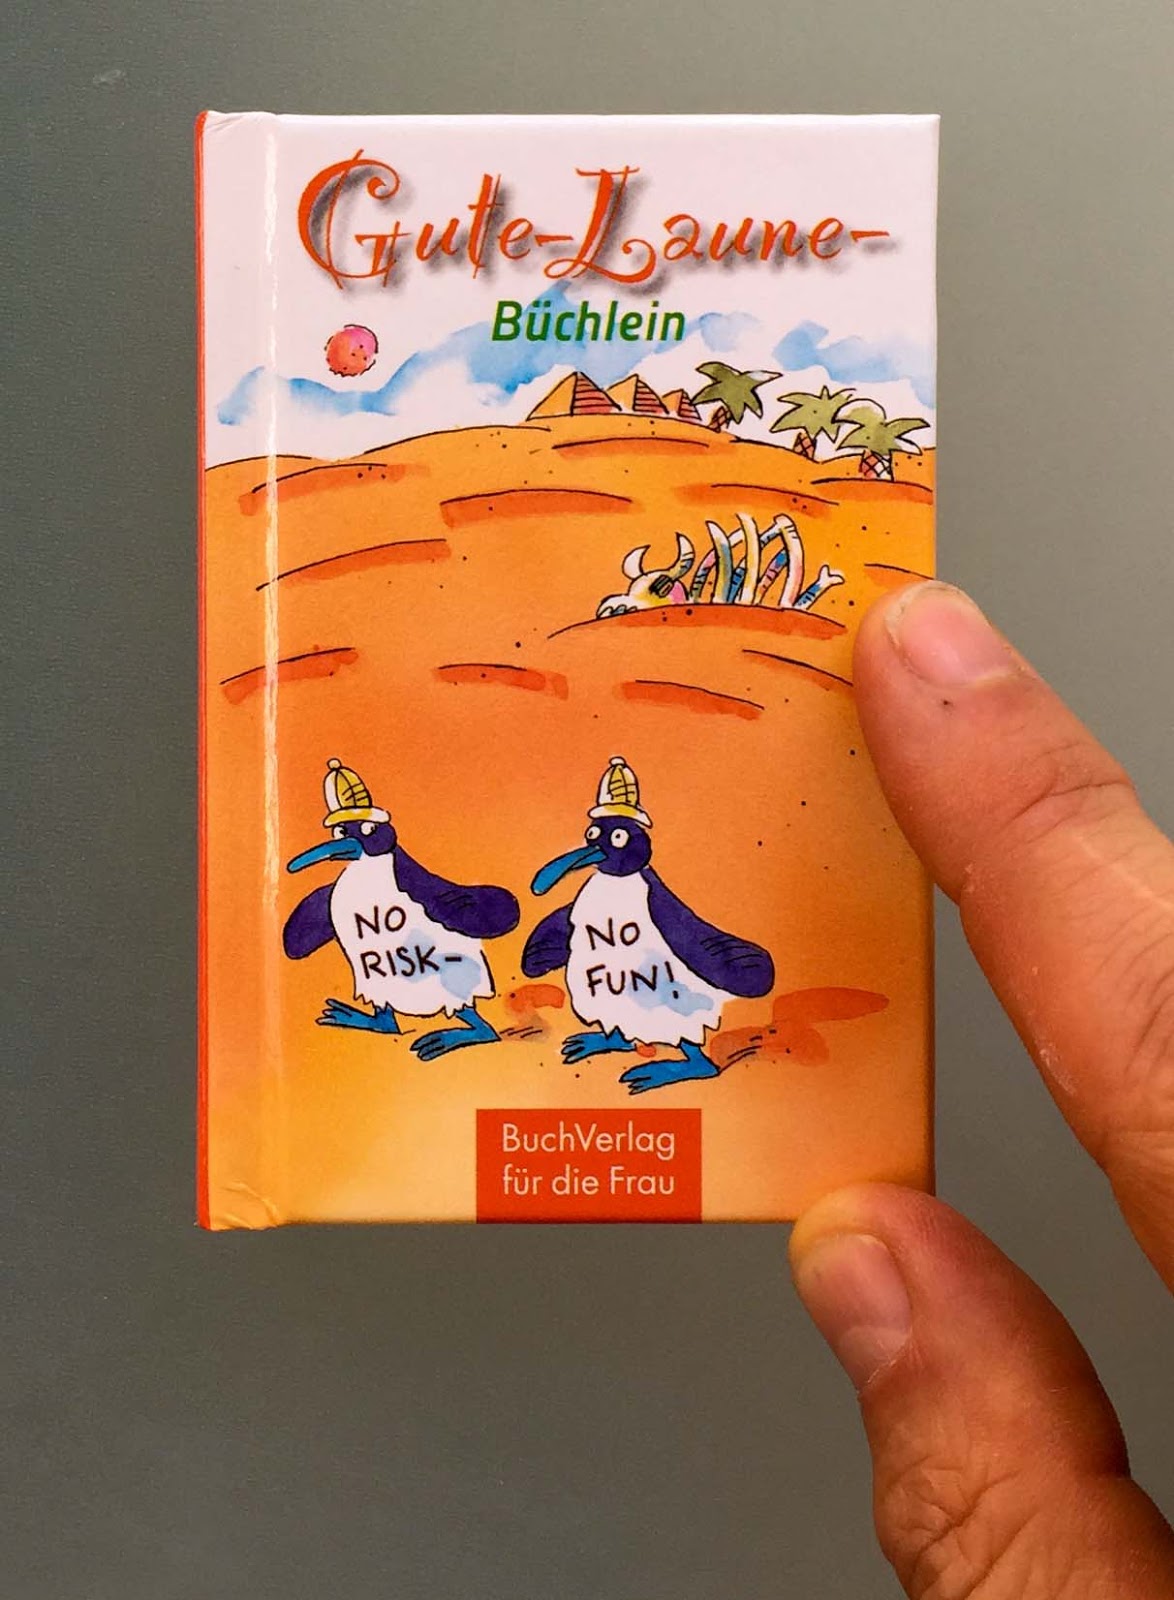 Gute-Laune-
Büchlein
NO
RISK-
NO
FUN!
BuchVerlag
für die Frau